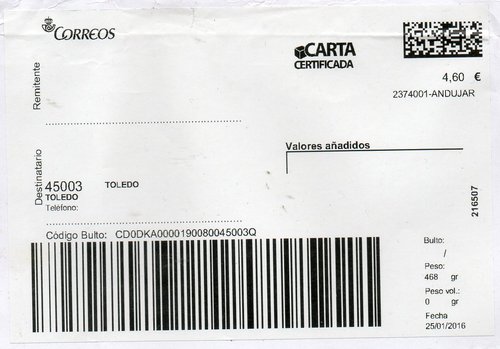 CORREOS
CARTA
CERTIFICADA
4,60 €
2374001-ANDUJAR
Remitente
Valores añadidos
Destinatario
45003 TOLEDO
TOLEDO
Teléfono:
216507
Código Bulto: CD0DKA0000190080045003Q
Bulto:
/
Peso:
468 gr
Peso vol.:
0 gr
Fecha
25/01/2016